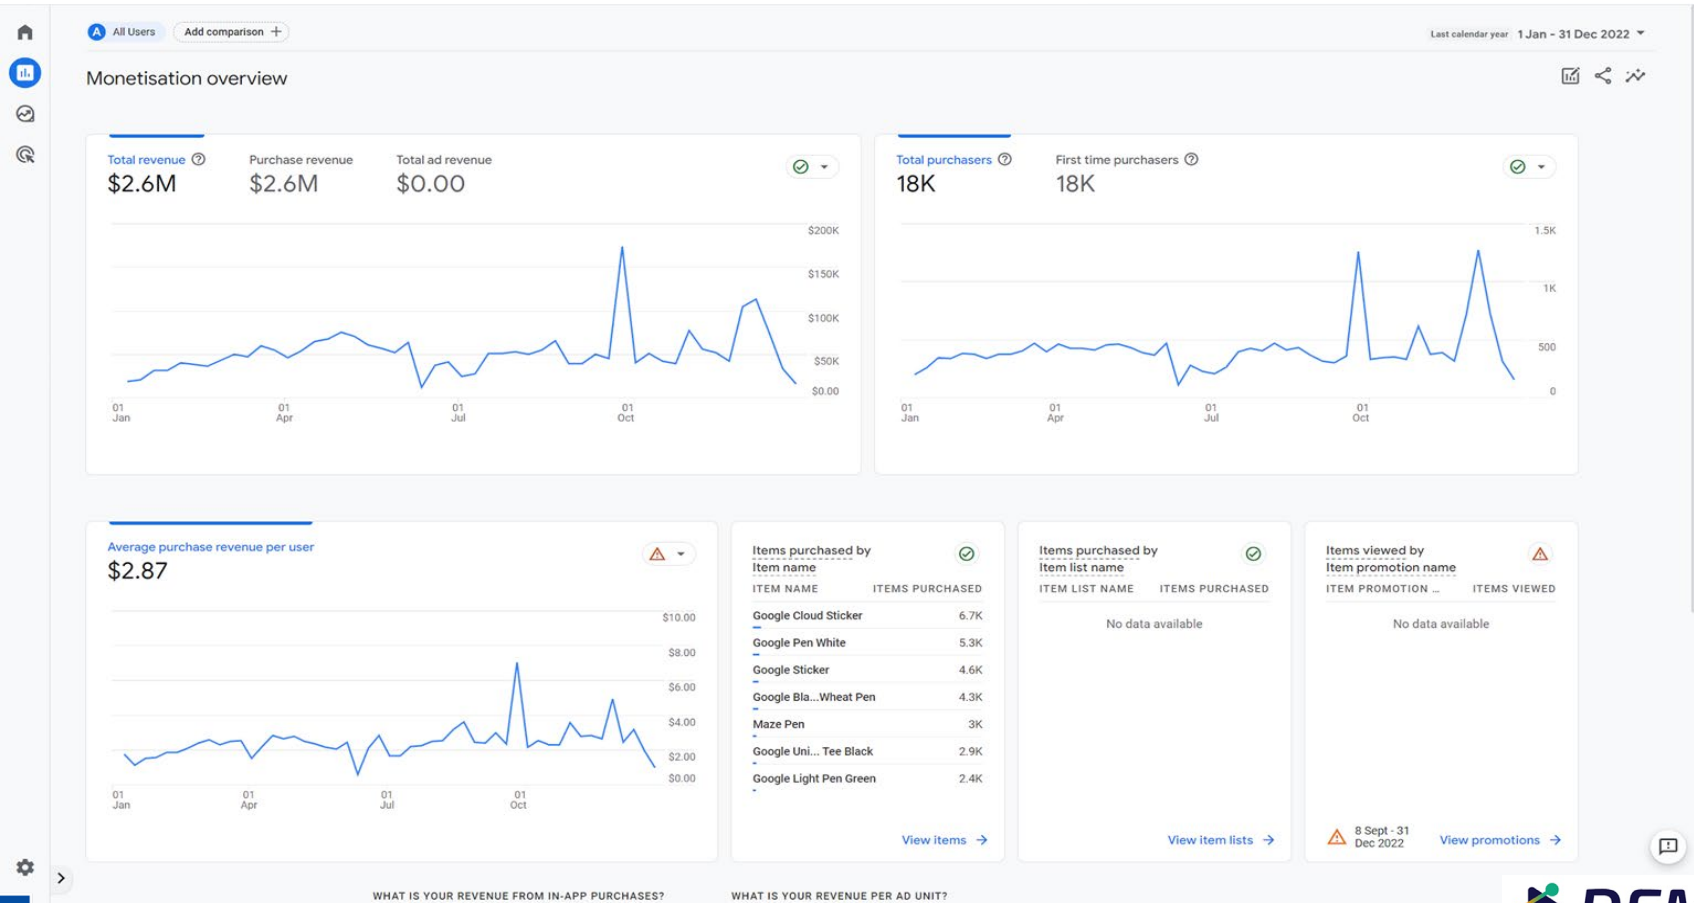 A All Users Add comparison +
Last calendar year 1 Jan - 31 Dec 2022
Monetisation overview
Total revenue Purchase revenue Total ad revenue
$2.6M $2.6M $0.00
$200K
$150K
$100K
$50K
$0.00
01 01 01 01
Jan Apr Jul Oct
Total purchasers First time purchasers
18K 18K
1.5K
1K
500
0
01 01 01 01
Jan Apr Jul Oct
Average purchase revenue per user
$2.87
$10.00
$8.00
$6.00
$4.00
$2.00
$0.00
01 01 01 01
Jan Apr Jul Oct
Items purchased by
Item name
ITEM NAME ITEMS PURCHASED
Google Cloud Sticker 6.7K
Google Pen White 5.3K
Google Sticker 4.6K
Google Bla...Wheat Pen 4.3K
Maze Pen 3K
Google Uni... Tee Black 2.9K
Google Light Pen Green 2.4K
View items →
Items purchased by
Item list name
ITEM LIST NAME ITEMS PURCHASED
No data available
View item lists →
Items viewed by
Item promotion name
ITEM PROMOTION ... ITEMS VIEWED
No data available
8 Sept - 31
Dec 2022
View promotions →
WHAT IS YOUR REVENUE FROM IN-APP PURCHASES? WHAT IS YOUR REVENUE PER AD UNIT?